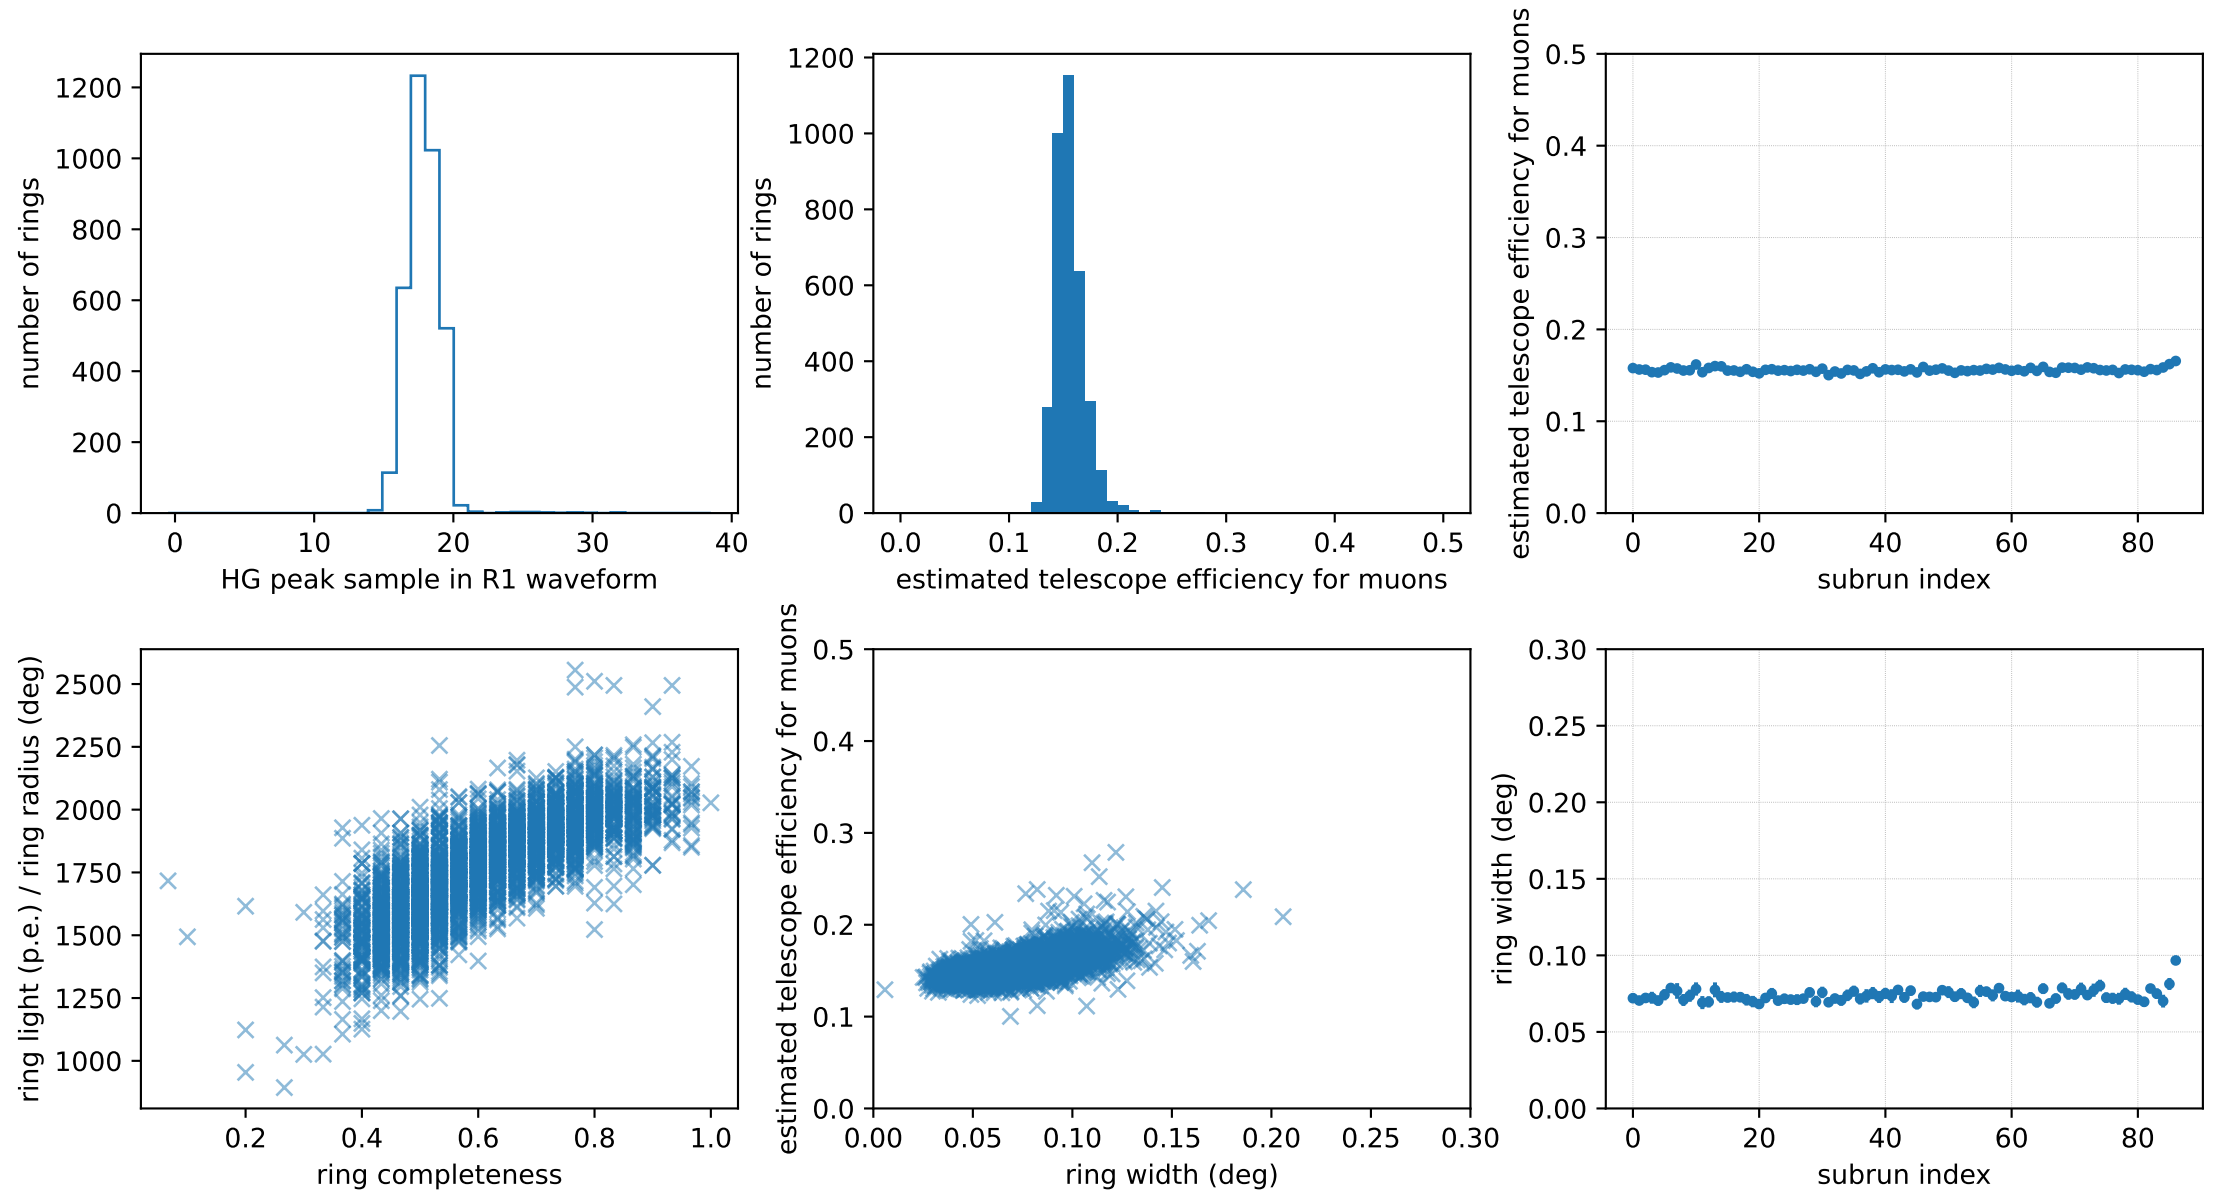 number of rings
1200
1000
800
600
400
200
0
0 10 20 30 40
HG peak sample in R1 waveform
number of rings
1200
1000
800
600
400
200
0
0.0 0.1 0.2 0.3 0.4 0.5
estimated telescope efficiency for muons
estimated telescope efficiency for muons
0.5
0.4
0.3
0.2
0.1
0.0
0 20 40 60 80
subrun index
ring light (p.e.) / ring radius (deg)
2500
2250
2000
1750
1500
1250
1000
0.2 0.4 0.6 0.8 1.0
ring completeness
estimated telescope efficiency for muons
0.5
0.4
0.3
0.2
0.1
0.0
0.00 0.05 0.10 0.15 0.20 0.25 0.30
ring width (deg)
ring width (deg)
0.30
0.25
0.20
0.15
0.10
0.05
0.00
0 20 40 60 80
subrun index